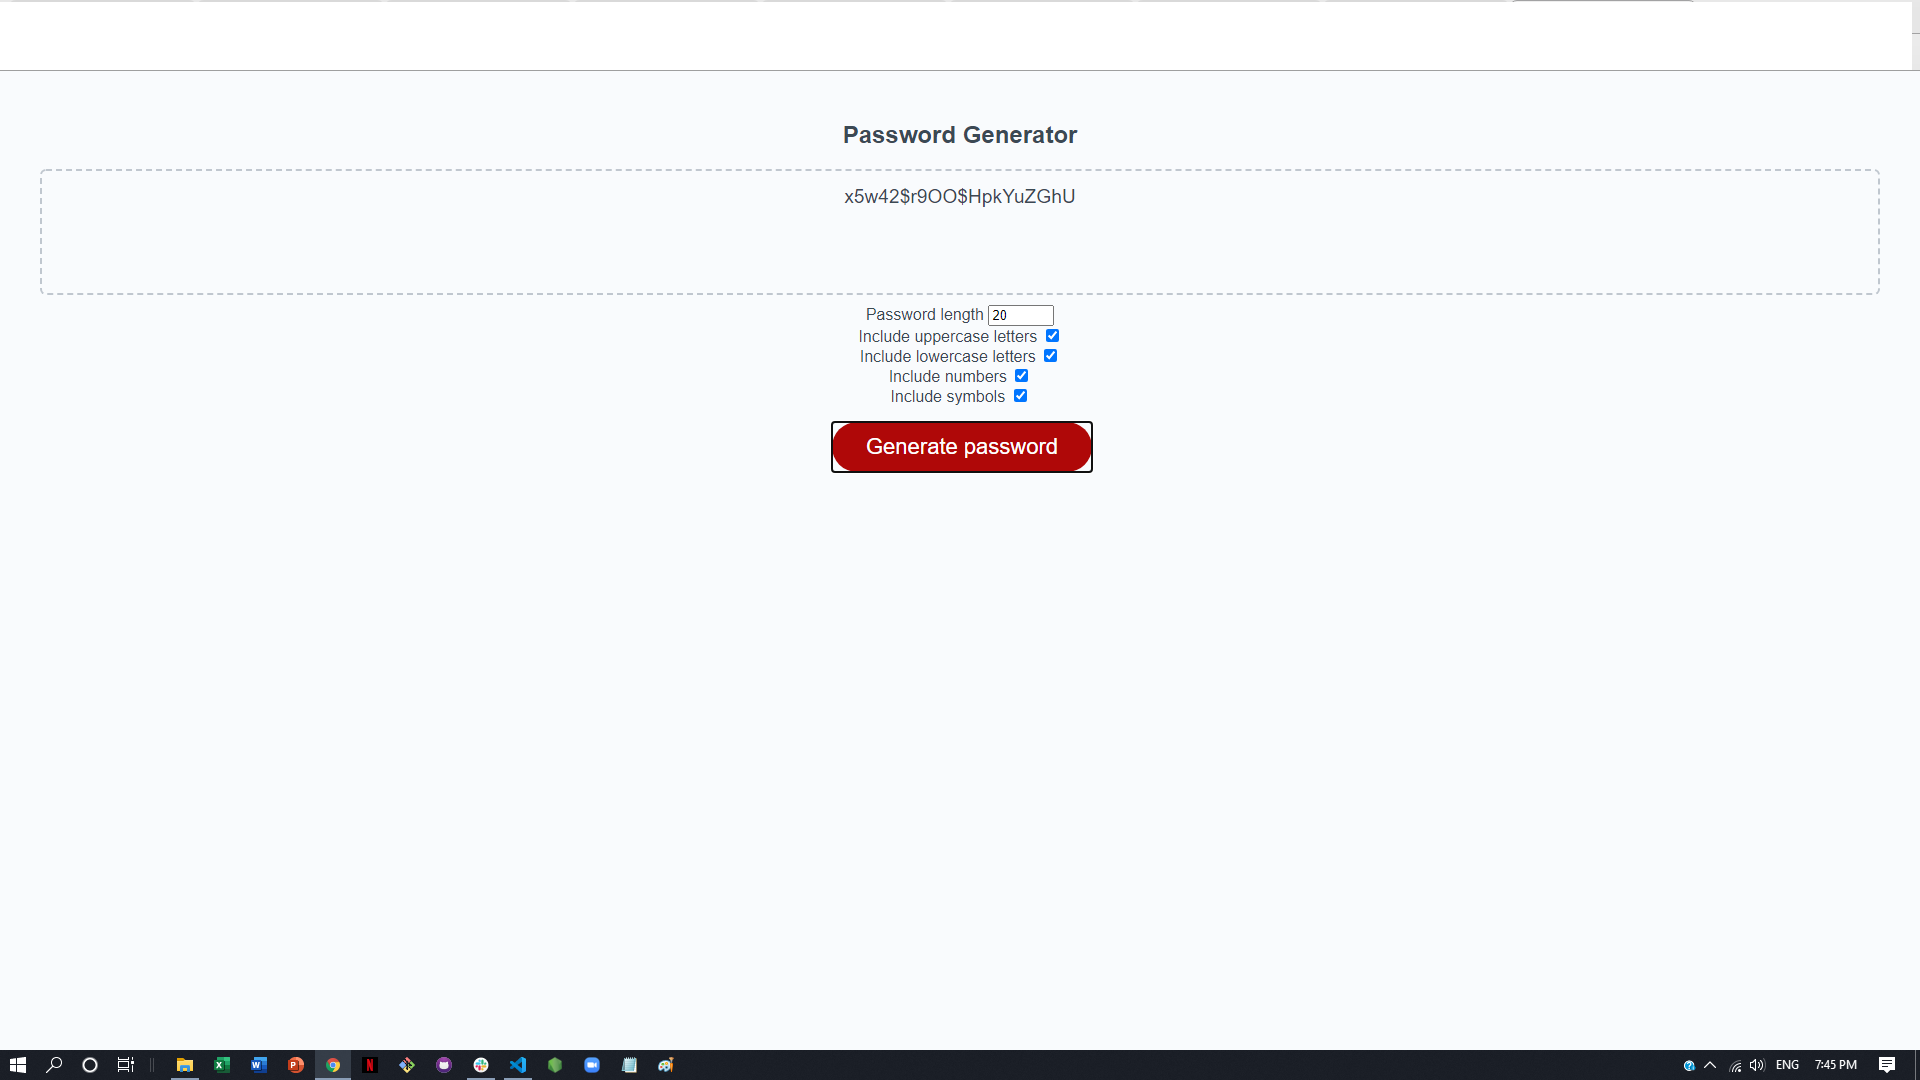 Password Generator
x5w42$r9OO$HpkYuZGhU
Password length 20
Include uppercase letters
Include lowercase letters
Include numbers
Include symbols
Generate password
ENG 7:45 PM